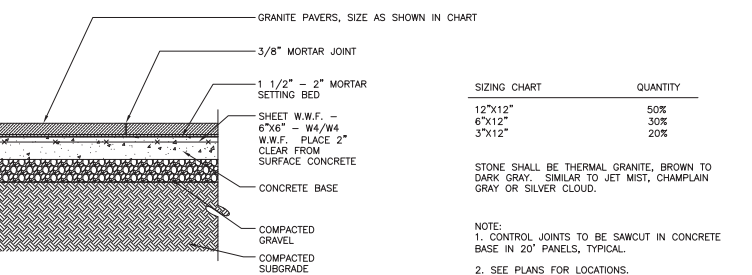 GRANITE PAVERS, SIZE AS SHOWN IN CHART
3/8" MORTAR JOINT
1 1/2" – 2" MORTAR
SETTING BED
SHEET W.W.F. –
6"X6" – W4/W4
W.W.F. PLACE 2"
CLEAR FROM
SURFACE CONCRETE
CONCRETE BASE
COMPACTED
GRAVEL
COMPACTED
SUBGRADE
SIZING CHART QUANTITY
12"X12" 50%
6"X12" 30%
3"X12" 20%
STONE SHALL BE THERMAL GRANITE, BROWN TO
DARK GRAY. SIMILAR TO JET MIST, CHAMPLAIN
GRAY OR SILVER CLOUD.
NOTE:
1. CONTROL JOINTS TO BE SAWCUT IN CONCRETE
BASE IN 20' PANELS, TYPICAL.
2. SEE PLANS FOR LOCATIONS.